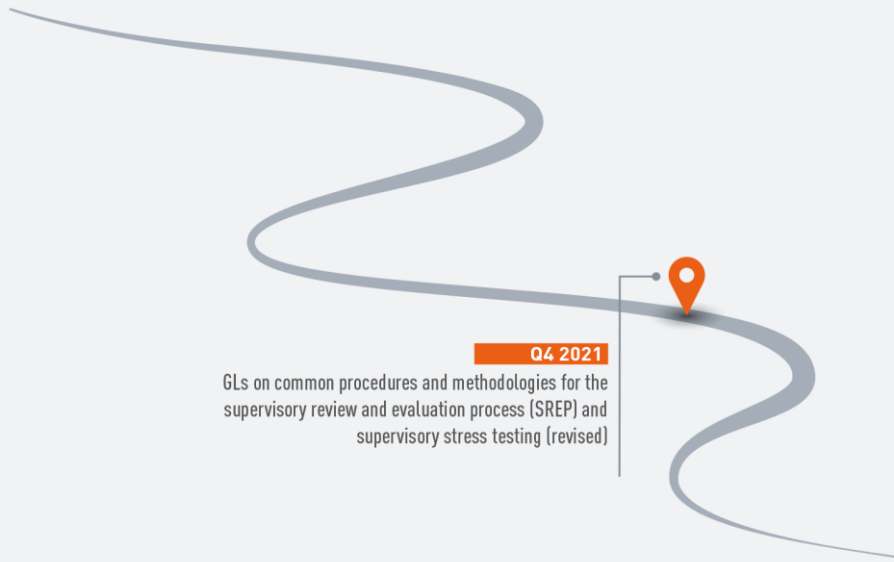 Q4 2021
GLs on common procedures and methodologies for the
supervisory review and evaluation process (SREP) and
supervisory stress testing (revised)